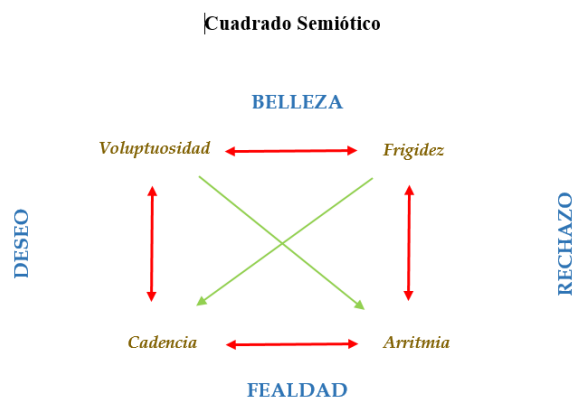 Cuadrado Semiótico
BELLEZA
Voluptuosidad
Frigidez
DESEO
RECHAZO
Cadencia
Arritmia
FEALDAD